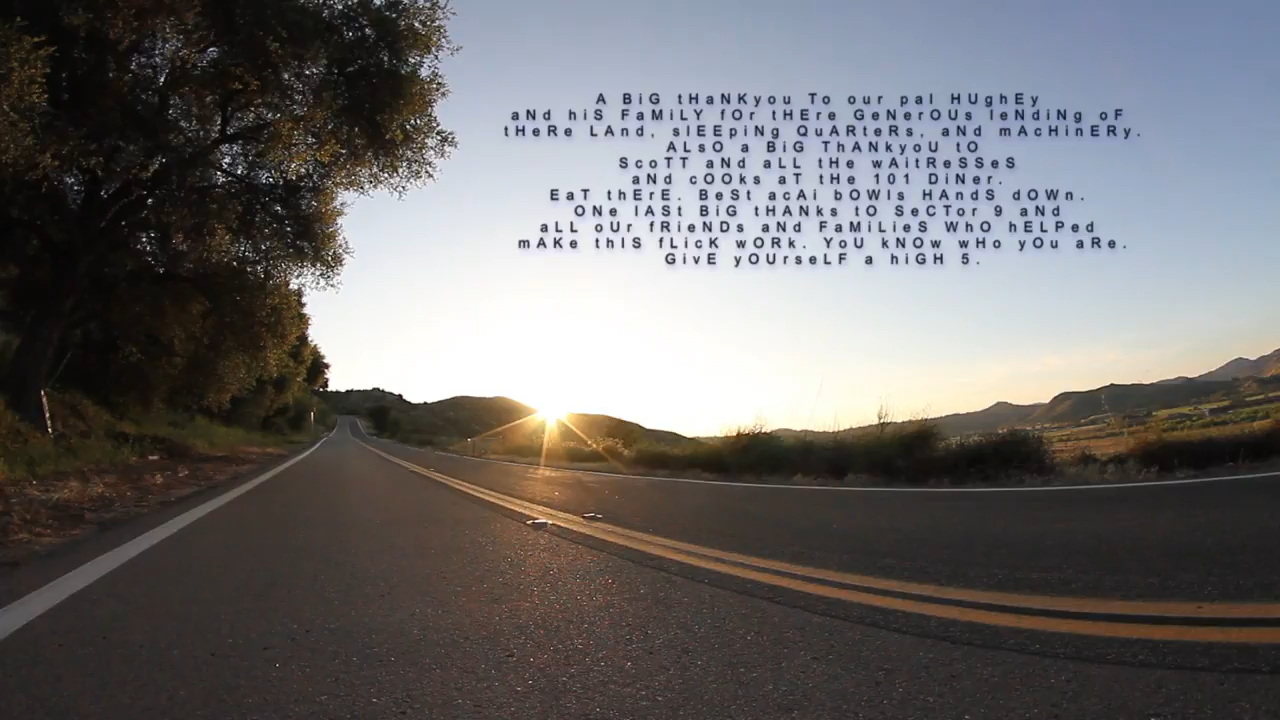 A BiG tHaNKyou To our pal HUghEy
aNd hiS FaMiLY fOr tHEre GeNerOUs leNdiNg oF
tHeRe LAnd, slEEpiNg QuARteRs, aNd mAcHinERy.
ALsO a BiG ThANkyoU tO
ScoTT aNd aLL tHe wAitReSSeS
aNd cOOks aT tHe 101 DiNer.
EaT thErE. BeSt acAi bOWls HAndS dOWn.
ONe lASt BiG tHANks tO SeCTor 9 aNd
aLL oUr fRieNDs aNd FaMiLieS WhO hELPed
mAKe thIS fLicK wORk. YoU kNOw wHo yOu aRe.
GivE yOUrseLF a hiGH 5.